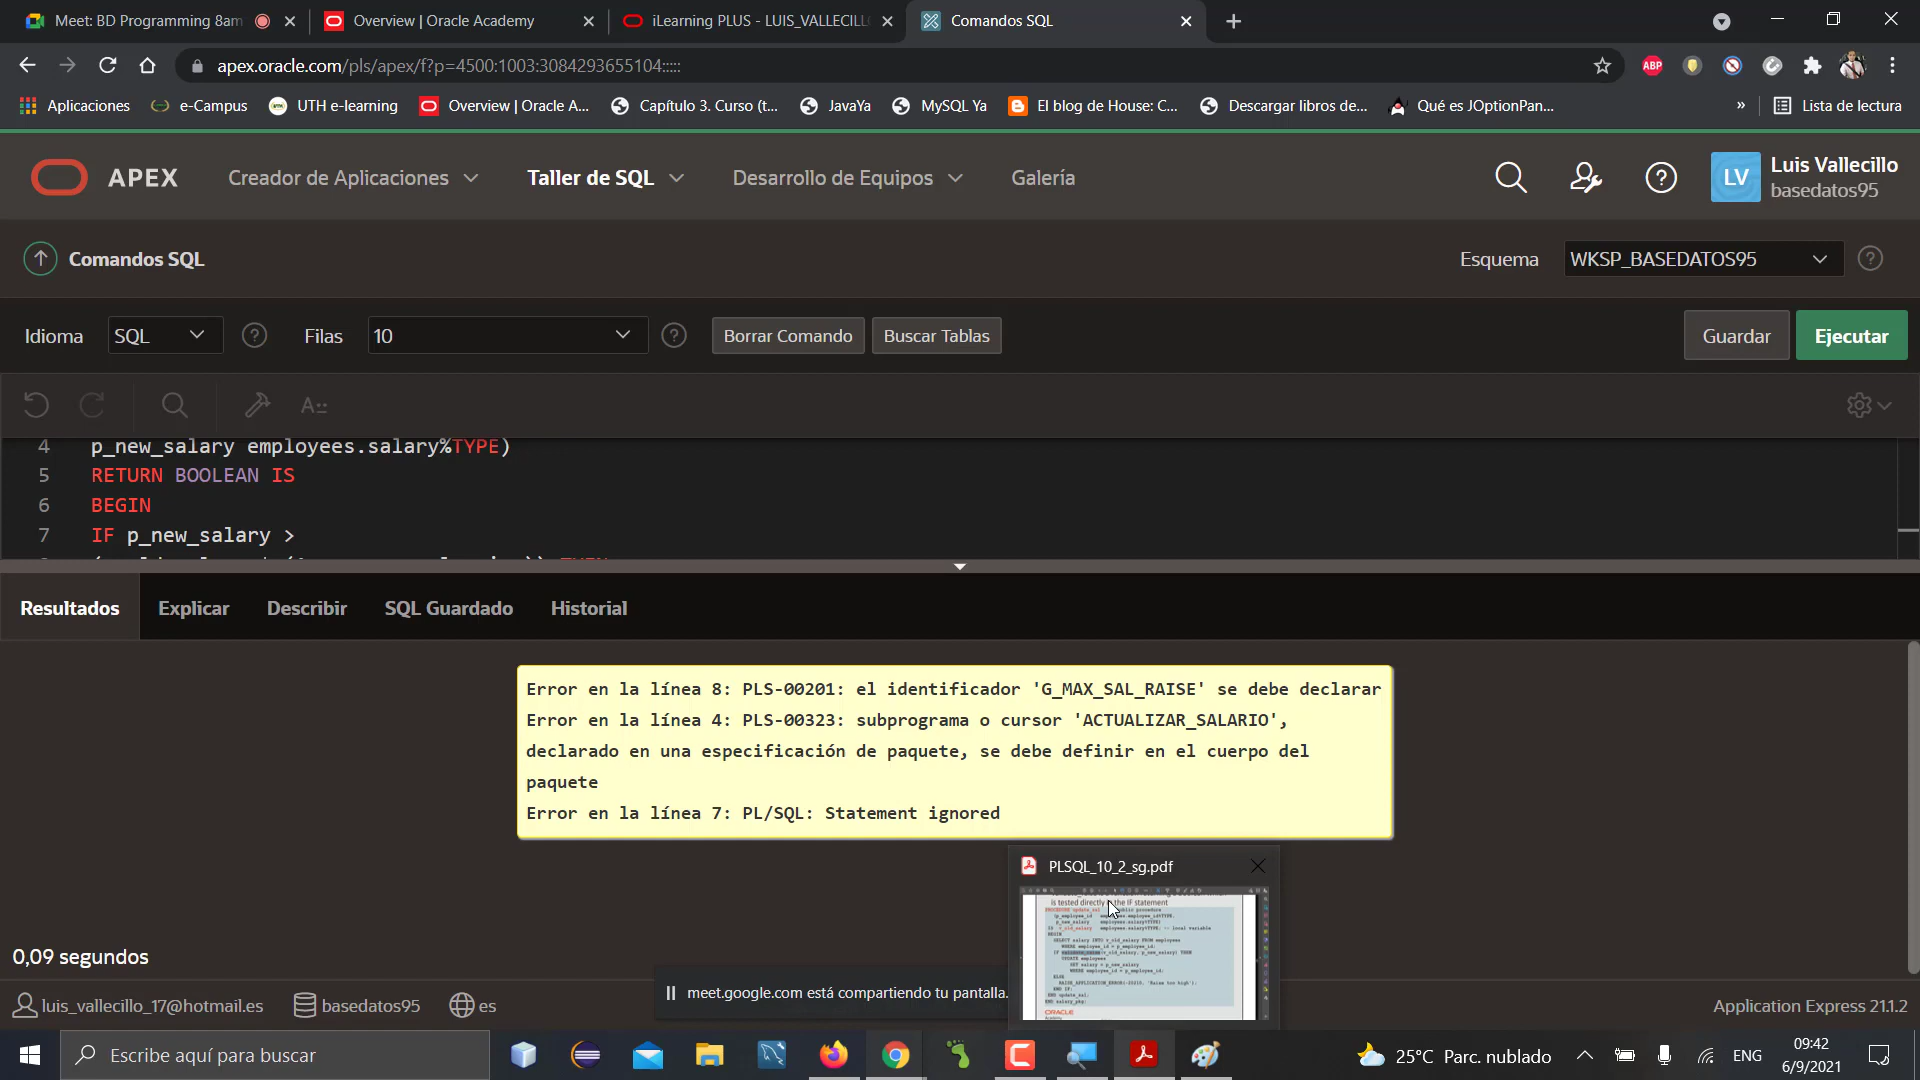 Meet: BD Programming 8am
Overview | Oracle Academy
iLearning PLUS - LUIS_VALLECILL
Comandos SQL
apex.oracle.com/pls/apex/f?p=4500:1003:3084293655104:::::
ABP
Aplicaciones
e-Campus
UTH e-learning
Overview | Oracle A...
Capítulo 3. Curso (t...
JavaYa
MySQL Ya
El blog de House: C...
Descargar libros de...
Qué es JOptionPan...
»
Lista de lectura
APEX
Creador de Aplicaciones
Taller de SQL
Desarrollo de Equipos
Galería
LV
Luis Vallecillo
basedatos95
Comandos SQL
Esquema
WKSP_BASEDATOS95
Idioma
SQL
Filas
10
Borrar Comando
Buscar Tablas
Guardar
Ejecutar
4 p_new_salary employees.salary%TYPE)
5 RETURN BOOLEAN IS
6 BEGIN
7 IF p_new_salary >
Resultados
Explicar
Describir
SQL Guardado
Historial
Error en la línea 8: PLS-00201: el identificador 'G_MAX_SAL_RAISE' se debe declarar
Error en la línea 4: PLS-00323: subprograma o cursor 'ACTUALIZAR_SALARIO',
declarado en una especificación de paquete, se debe definir en el cuerpo del
paquete
Error en la línea 7: PL/SQL: Statement ignored
PLSQL_10_2_sg.pdf
is tested directly the IF statement
ORACLE
0,09 segundos
meet.google.com está compartiendo tu pantalla.
luis_vallecillo_17@hotmail.es
basedatos95
es
Application Express 21.1.2
Escribe aquí para buscar
25°C Parc. nublado
ENG
09:42
6/9/2021